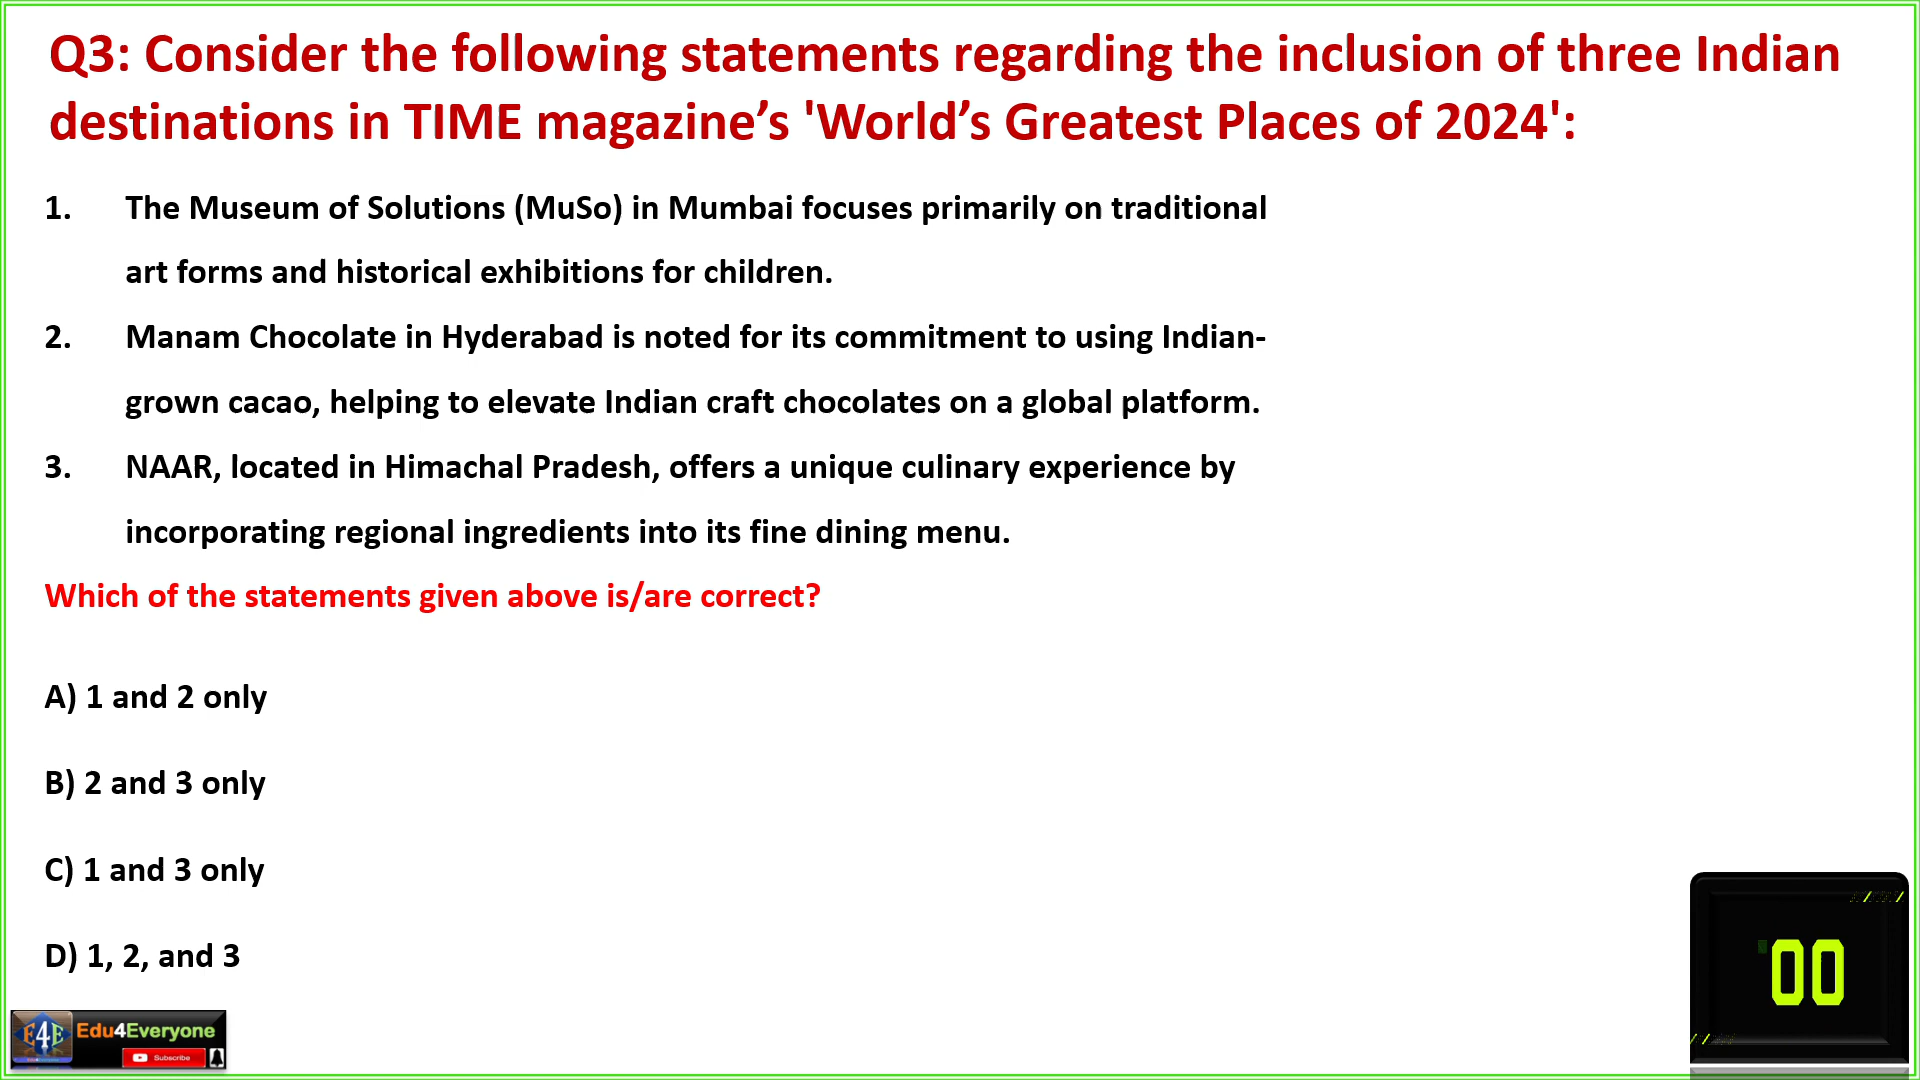 Q3: Consider the following statements regarding the inclusion of three Indian
destinations in TIME magazine’s 'World’s Greatest Places of 2024':
1. The Museum of Solutions (MuSo) in Mumbai focuses primarily on traditional
art forms and historical exhibitions for children.
2. Manam Chocolate in Hyderabad is noted for its commitment to using Indian-
grown cacao, helping to elevate Indian craft chocolates on a global platform.
3. NAAR, located in Himachal Pradesh, offers a unique culinary experience by
incorporating regional ingredients into its fine dining menu.
Which of the statements given above is/are correct?
A) 1 and 2 only
B) 2 and 3 only
C) 1 and 3 only
D) 1, 2, and 3
00
E4E Edu4Everyone
Subscribe